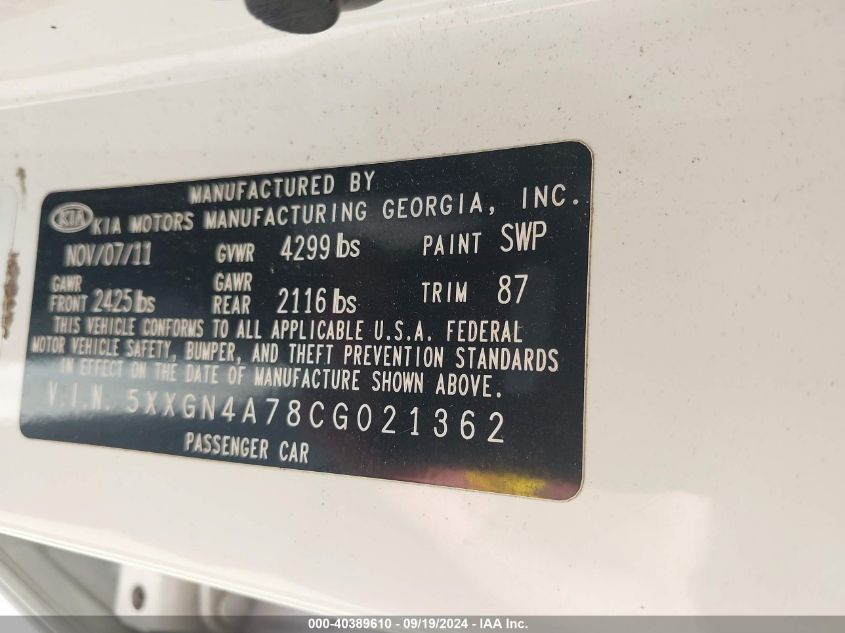 MANUFACTURED BY
KIA KIA MOTORS MANUFACTURING GEORGIA, INC.
NOV/07/11 GVWR 4299 lbs PAINT SWP
GAWR FRONT 2425 lbs GAWR REAR 2116 lbs TRIM 87
THIS VEHICLE CONFORMS TO ALL APPLICABLE U.S.A. FEDERAL
MOTOR VEHICLE SAFETY, BUMPER, AND THEFT PREVENTION STANDARDS
IN EFFECT ON THE DATE OF MANUFACTURE SHOWN ABOVE.
V.I.N. 5XXGN4A78CG021362
PASSENGER CAR
000-40389610 - 09/19/2024 - IAA Inc.